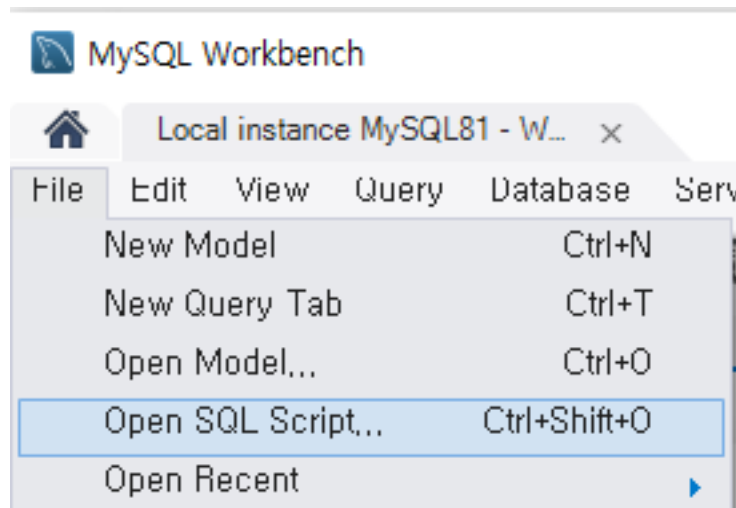 MySQL Workbench
Local instance MySQL81 - W... ×
File Edit View Query Database Serv
New Model Ctrl+N
New Query Tab Ctrl+T
Open Model... Ctrl+O
Open SQL Script... Ctrl+Shift+O
Open Recent